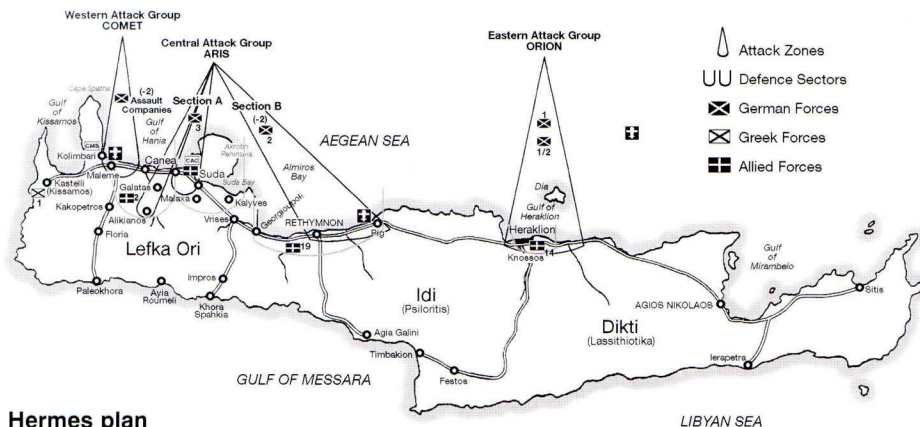 Western Attack Group
COMET
Central Attack Group
ARIS
Eastern Attack Group
ORION
Attack Zones
Defence Sectors
German Forces
Greek Forces
Allied Forces
Cape Spatha
Gulf
of
Kissamos
(-2)
Assault
Companies
Gulf
of
Hania
Section A
3
Section B
(-2)
2
AEGEAN SEA
1
1/2
Akrotiri
Peninsula
Almiros
Bay
GMS
Kolimbari
Maleme
Canea
CAC
Suda
Suda Bay
Kastelli
(Kissamos)
1
Galatas
2
Malaxa
Kalyves
Georgioupoli
Kakopetros
Alikianos
Vrises
RETHYMNON
Pig
Dia
Gulf of
Heraklion
Heraklion
Knossos
14
19
Floria
Lefka Ori
Impros
Idi
(Psiloritis)
Gulf
of
Mirambelo
Sitis
AGIOS NIKOLAOS
Paleokhora
Ayia
Roumeli
Khora
Spahkia
Agia Galini
Timbakion
Festos
Dikti
(Lassithiotika)
Ierapetra
GULF OF MESSARA
LIBYAN SEA
Hermes plan